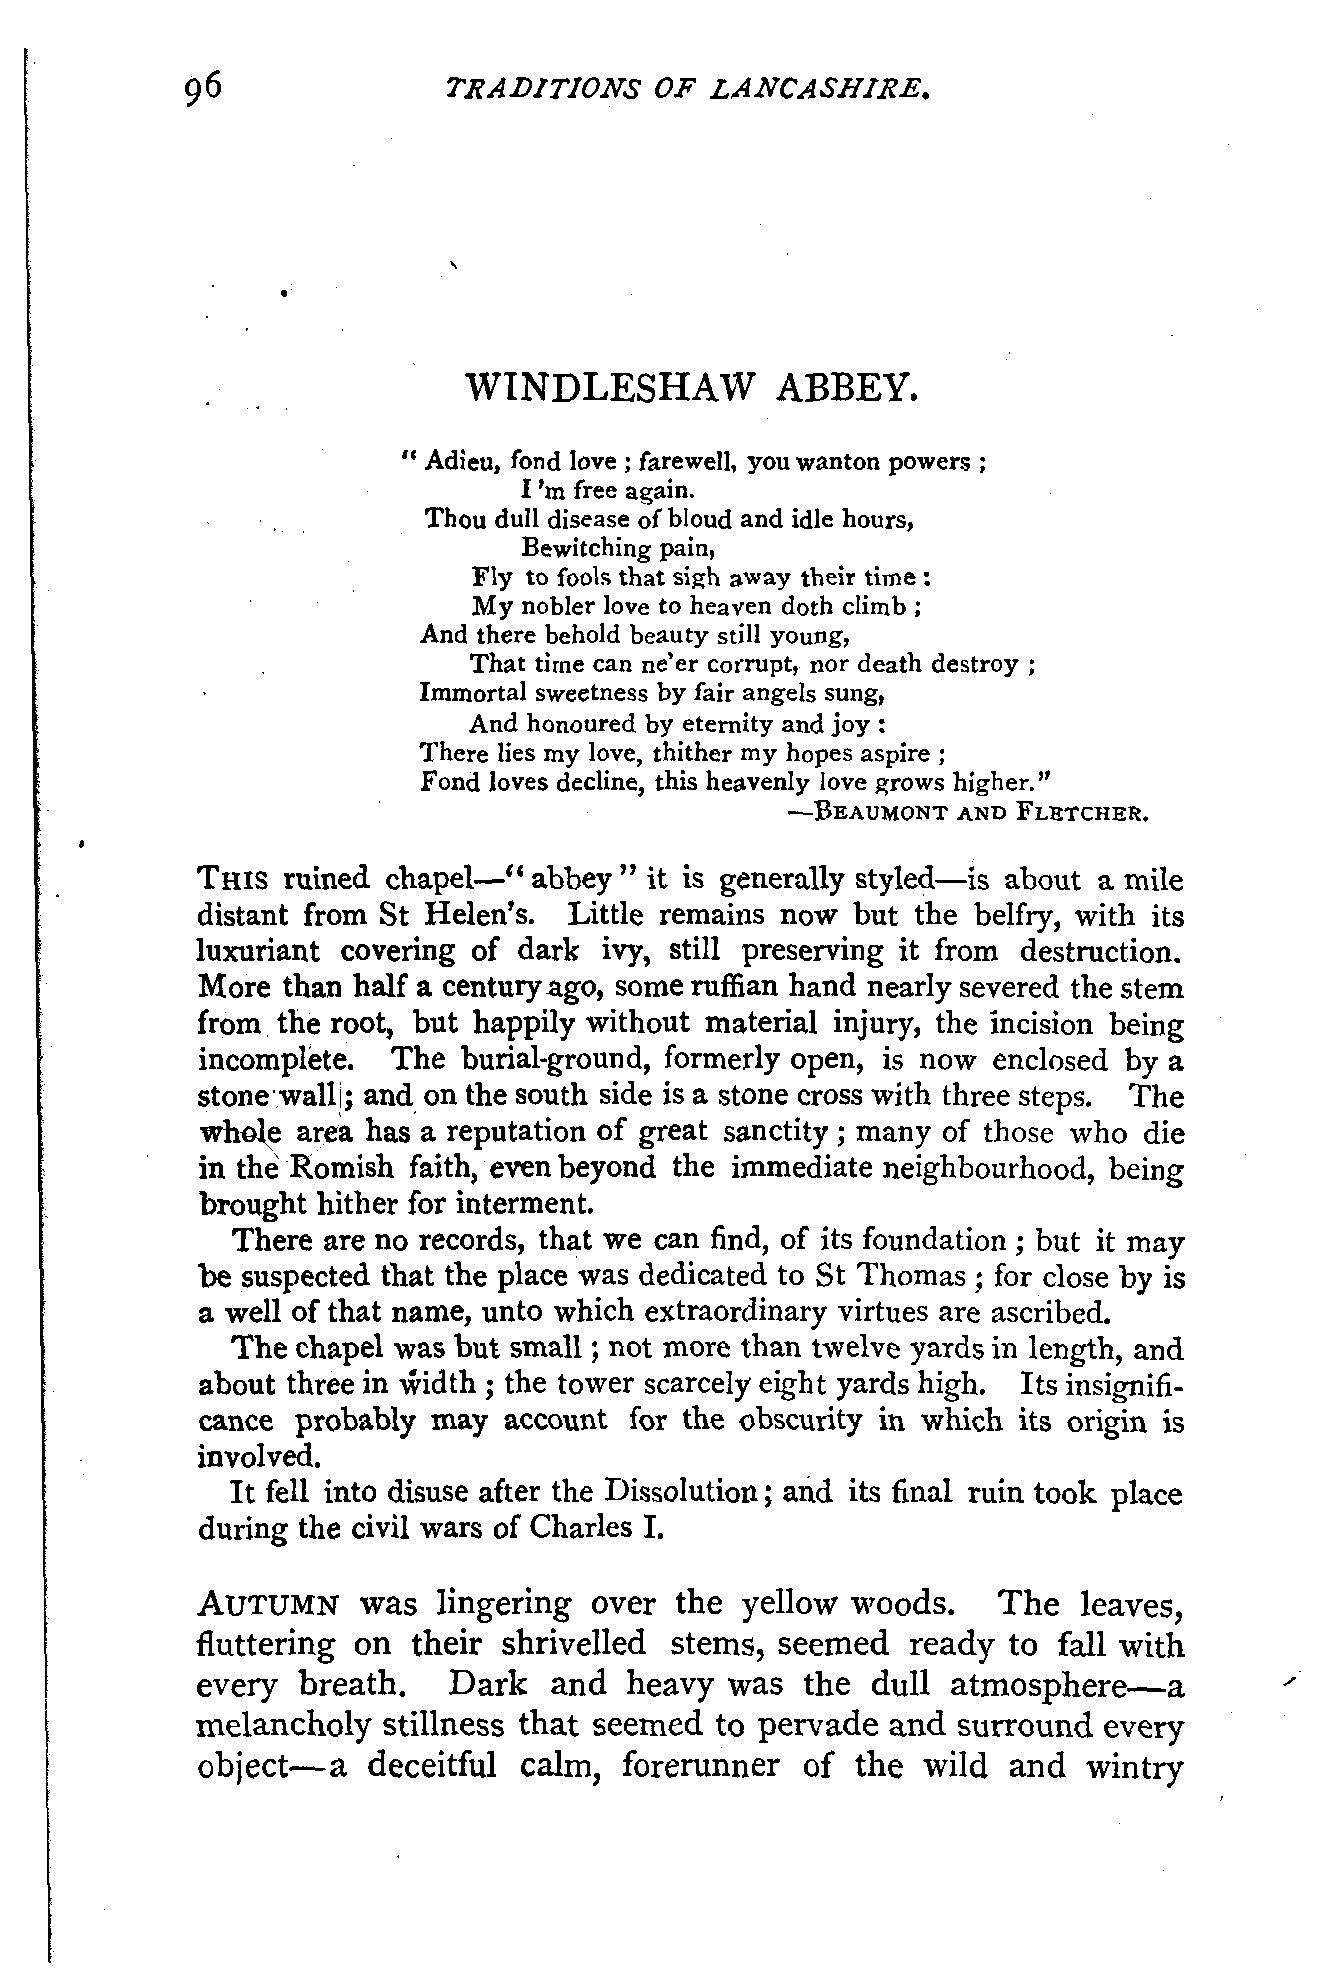 96 TRADITIONS OF LANCASHIRE.
WINDLESHAW ABBEY.
" Adieu, fond love ; farewell, you wanton powers ;
I 'm free again.
Thou dull disease of bloud and idle hours,
Bewitching pain,
Fly to fools that sigh away their time :
My nobler love to heaven doth climb ;
And there behold beauty still young,
That time can ne'er corrupt, nor death destroy ;
Immortal sweetness by fair angels sung,
And honoured by eternity and joy :
There lies my love, thither my hopes aspire ;
Fond loves decline, this heavenly love grows higher."
—BEAUMONT AND FLETCHER.
THIS ruined chapel—" abbey " it is generally styled—is about a mile
distant from St Helen's. Little remains now but the belfry, with its
luxuriant covering of dark ivy, still preserving it from destruction.
More than half a century ago, some ruffian hand nearly severed the stem
from the root, but happily without material injury, the incision being
incomplete. The burial-ground, formerly open, is now enclosed by a
stone wall ; and on the south side is a stone cross with three steps. The
whole area has a reputation of great sanctity ; many of those who die
in the Romish faith, even beyond the immediate neighbourhood, being
brought hither for interment.
There are no records, that we can find, of its foundation ; but it may
be suspected that the place was dedicated to St Thomas ; for close by is
a well of that name, unto which extraordinary virtues are ascribed.
The chapel was but small ; not more than twelve yards in length, and
about three in width ; the tower scarcely eight yards high. Its insignifi-
cance probably may account for the obscurity in which its origin is
involved.
It fell into disuse after the Dissolution ; and its final ruin took place
during the civil wars of Charles I.
AUTUMN was lingering over the yellow woods. The leaves,
fluttering on their shrivelled stems, seemed ready to fall with
every breath. Dark and heavy was the dull atmosphere—a
melancholy stillness that seemed to pervade and surround every
object—a deceitful calm, forerunner of the wild and wintry